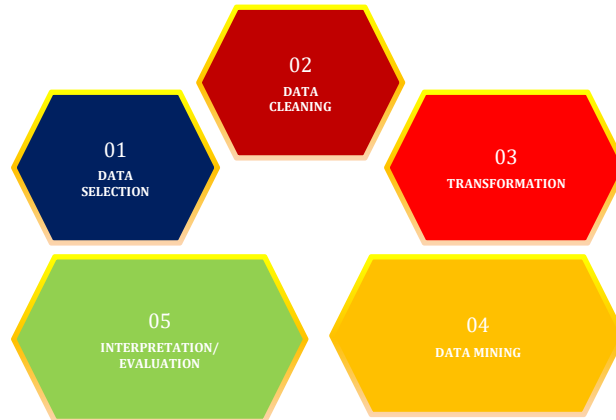 01
DATA
SELECTION
02
DATA
CLEANING
03
TRANSFORMATION
04
DATA MINING
05
INTERPRETATION/
EVALUATION